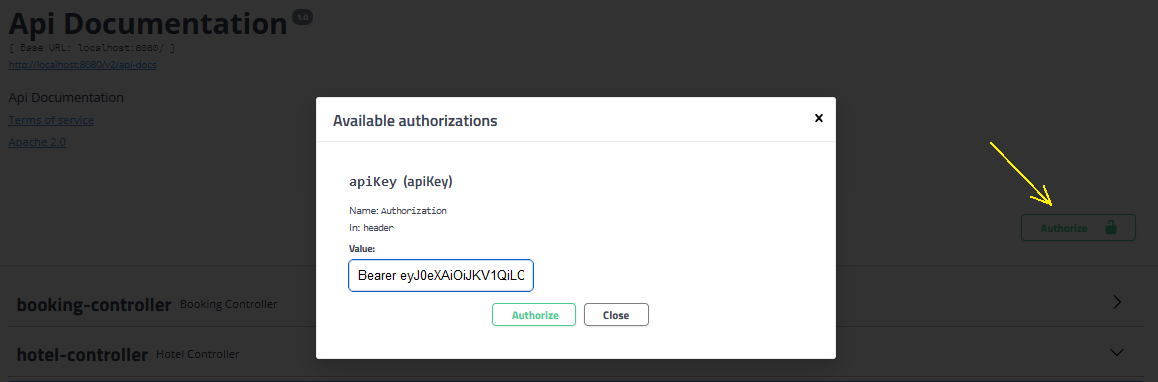 Api Documentation 1.0
[ Base URL: localhost:8080/ ]
http://localhost:8080/v2/api-docs
Api Documentation
Terms of service
Apache 2.0
Available authorizations
apiKey (apiKey)
Name: Authorization
In: header
Value:
Bearer eyJ0eXAiOiJKV1QiLC
Authorize Close
Authorize
booking-controller Booking Controller
hotel-controller Hotel Controller